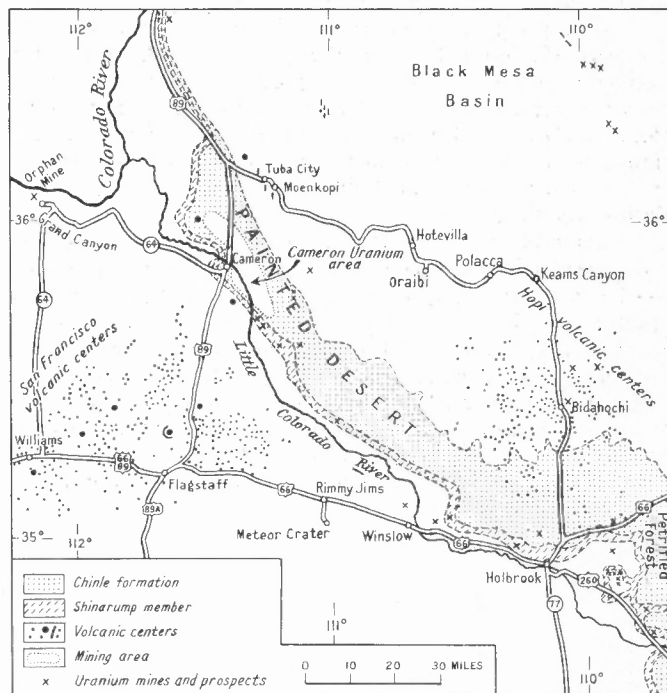 112°
111°
110°
Black Mesa
Basin
89
Colorado River
Orphan
Mine
Tuba City
Moenkopi
36°
36°
Grand Canyon
64
Cameron
Cameron Uranium
area
PAINTED DESERT
Hotevilla
Oraibi
Polacca
Keams Canyon
Hopi volcanic centers
64
San Francisco
volcanic centers
89
Little Colorado River
Bidahochi
Williams
66
89
Flagstaff
66
Rimmy Jims
Meteor Crater
Winslow
66
66
Petrified
Forest
89A
35°
112°
Holbrook
260
77
35°
Chinle formation
Shinarump member
Volcanic centers
Mining area
Uranium mines and prospects
111°
0 10 20 30 MILES
110°